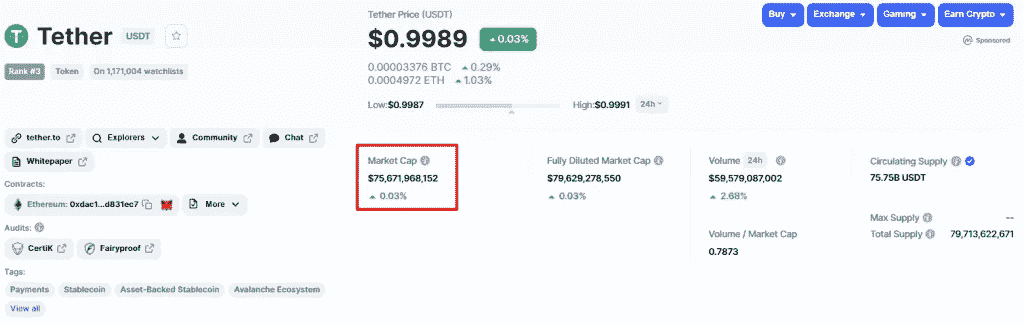 Tether USDT
Rank #3 Token On 1,171,004 watchlists
tether.to Explorers Community Chat
Whitepaper
Contracts:
Ethereum: 0xdac1...d831ec7 More
Audits:
CertiK Fairyproof
Tags:
Payments Stablecoin Asset-Backed Stablecoin Avalanche Ecosystem
View all
Tether Price (USDT)
$0.9989 0.03%
0.00003376 BTC 0.29%
0.0004972 ETH 1.03%
Low:$0.9987 High:$0.9991 24h
Buy Exchange Gaming Earn Crypto
Sponsored
Market Cap
$75,671,968,152
0.03%
Fully Diluted Market Cap
$79,629,278,550
0.03%
Volume 24h
$59,579,087,002
2.68%
Volume / Market Cap
0.7873
Circulating Supply
75.75B USDT
Max Supply --
Total Supply 79,713,622,671